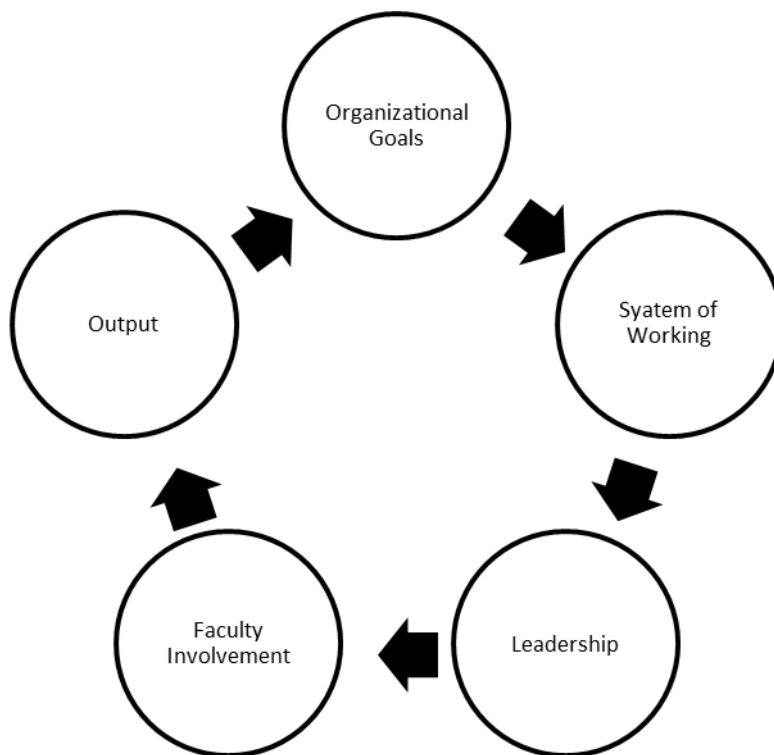 Organizational
Goals
Syatem of
Working
Leadership
Faculty
Involvement
Output